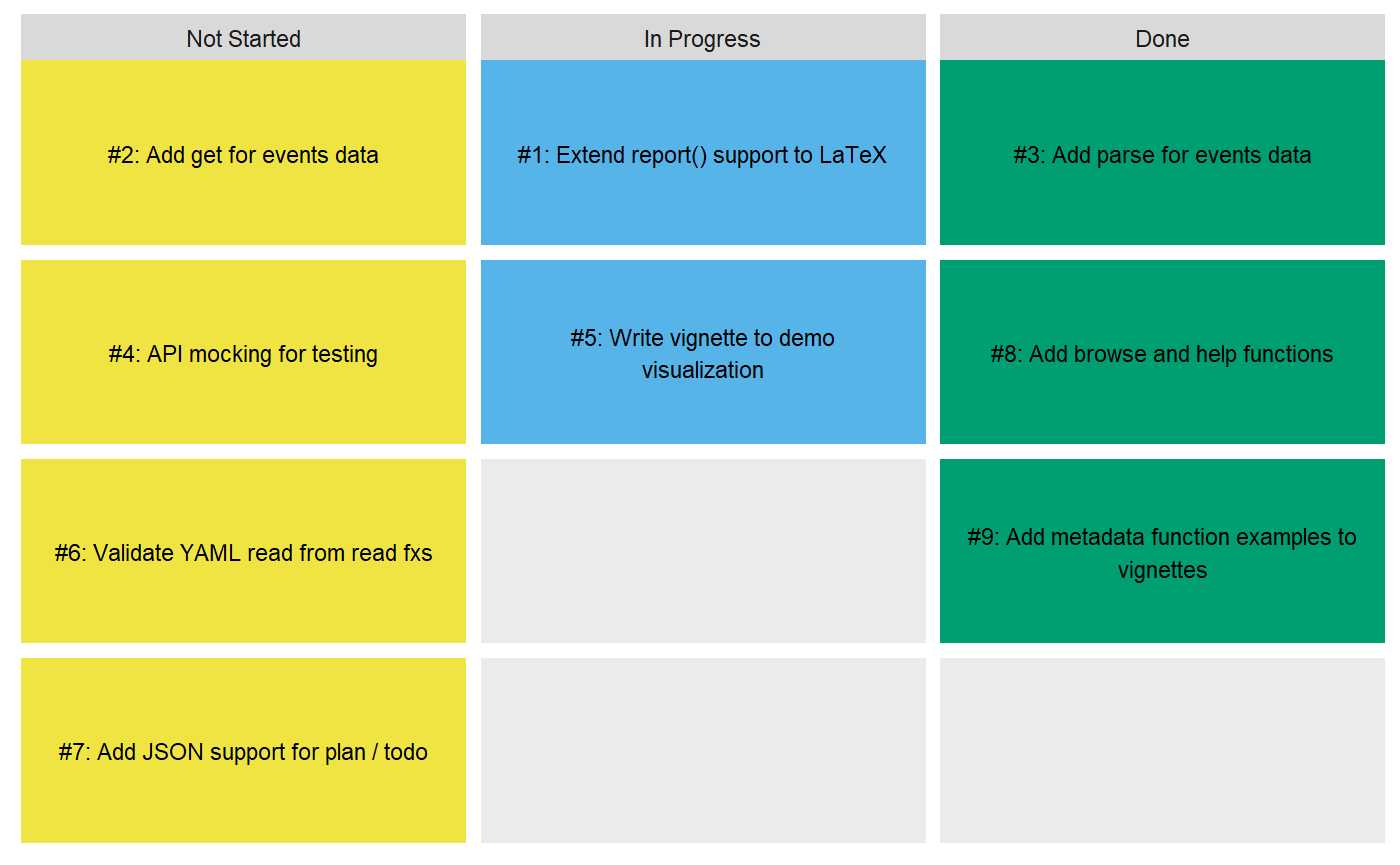 Not Started
In Progress
Done
#2: Add get for events data
#1: Extend report() support to LaTeX
#3: Add parse for events data
#4: API mocking for testing
#5: Write vignette to demo
visualization
#8: Add browse and help functions
#6: Validate YAML read from read fxs
#9: Add metadata function examples to
vignettes
#7: Add JSON support for plan / todo